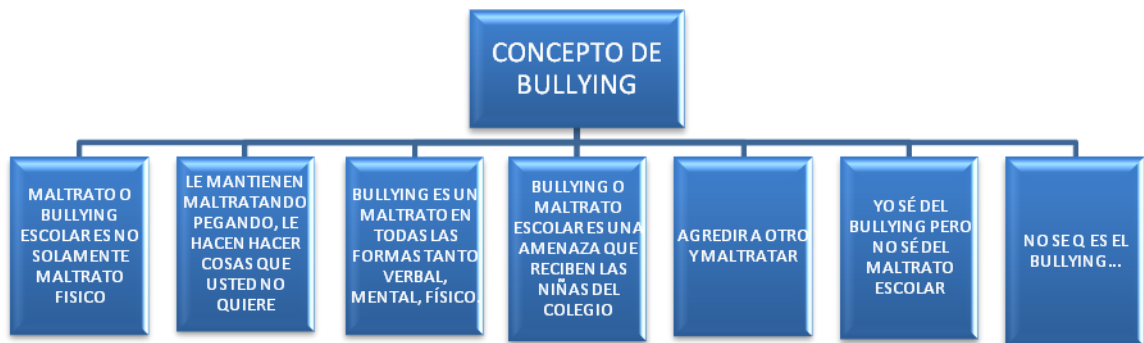 CONCEPTO DE
BULLYING
MALTRATO O
BULLYING
ESCOLAR ES NO
SOLAMENTE
MALTRATO
FISICO
LE MANTIENEN
MALTRATANDO
PEGANDO, LE
HACEN HACER
COSAS QUE
USTED NO
QUIERE
BULLYING ES UN
MALTRATO EN
TODAS LAS
FORMAS TANTO
VERBAL,
MENTAL, FÍSICO.
BULLYING O
MALTRATO
ESCOLAR ES UNA
AMENAZA QUE
RECIBEN LAS
NIÑAS DEL
COLEGIO
AGREDIR A OTRO
Y MALTRATAR
YO SÉ DEL
BULLYING PERO
NO SÉ DEL
MALTRATO
ESCOLAR
NO SE Q ES EL
BULLYING...